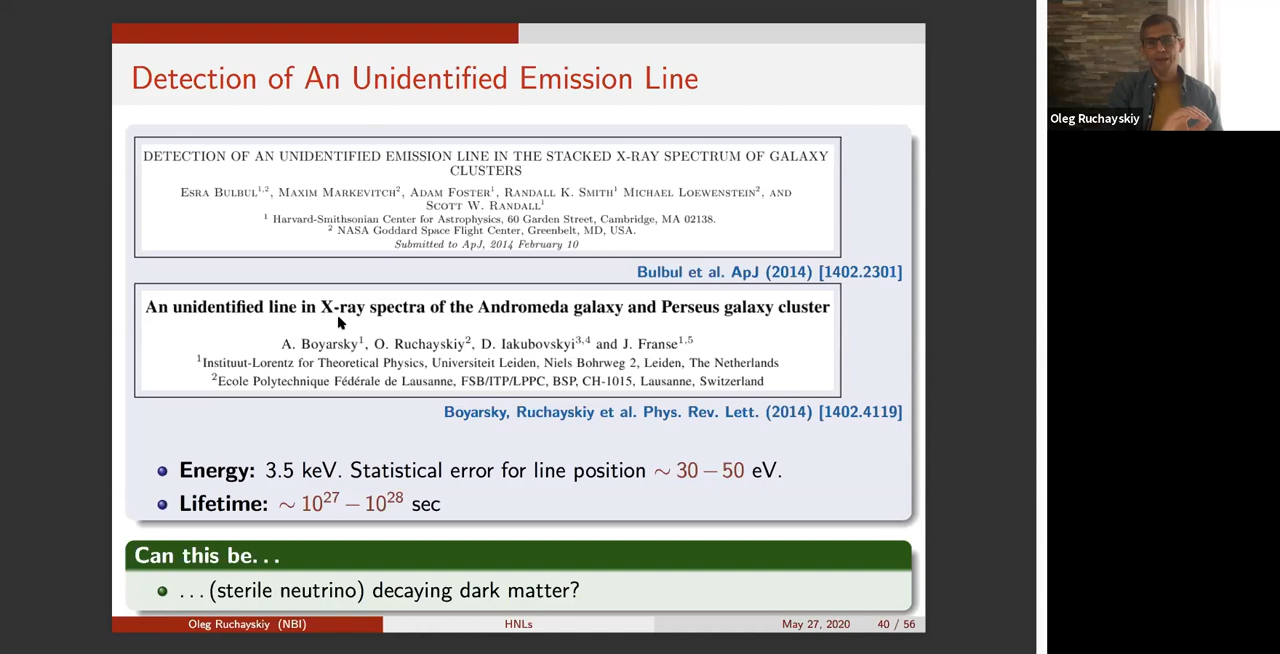 Detection of An Unidentified Emission Line
DETECTION OF AN UNIDENTIFIED EMISSION LINE IN THE STACKED X-RAY SPECTRUM OF GALAXY
CLUSTERS
Esra Bulbul1,2, Maxim Markevitch2, Adam Foster1, Randall K. Smith1 Michael Loewenstein2, and
Scott W. Randall1
1 Harvard-Smithsonian Center for Astrophysics, 60 Garden Street, Cambridge, MA 02138.
2 NASA Goddard Space Flight Center, Greenbelt, MD, USA.
Submitted to ApJ, 2014 February 10
Bulbul et al. ApJ (2014) [1402.2301]
An unidentified line in X-ray spectra of the Andromeda galaxy and Perseus galaxy cluster
A. Boyarsky1, O. Ruchayskiy2, D. Iakubovskyi3,4 and J. Franse1,5
1Instituut-Lorentz for Theoretical Physics, Universiteit Leiden, Niels Bohrweg 2, Leiden, The Netherlands
2Ecole Polytechnique Fédérale de Lausanne, FSB/ITP/LPPC, BSP, CH-1015, Lausanne, Switzerland
Boyarsky, Ruchayskiy et al. Phys. Rev. Lett. (2014) [1402.4119]
Energy: 3.5 keV. Statistical error for line position ∼ 30 – 50 eV.
Lifetime: ∼ 10^27 – 10^28 sec
Can this be...
...(sterile neutrino) decaying dark matter?
Oleg Ruchayskiy (NBI) HNLs May 27, 2020 40 / 56
Oleg Ruchayskiy